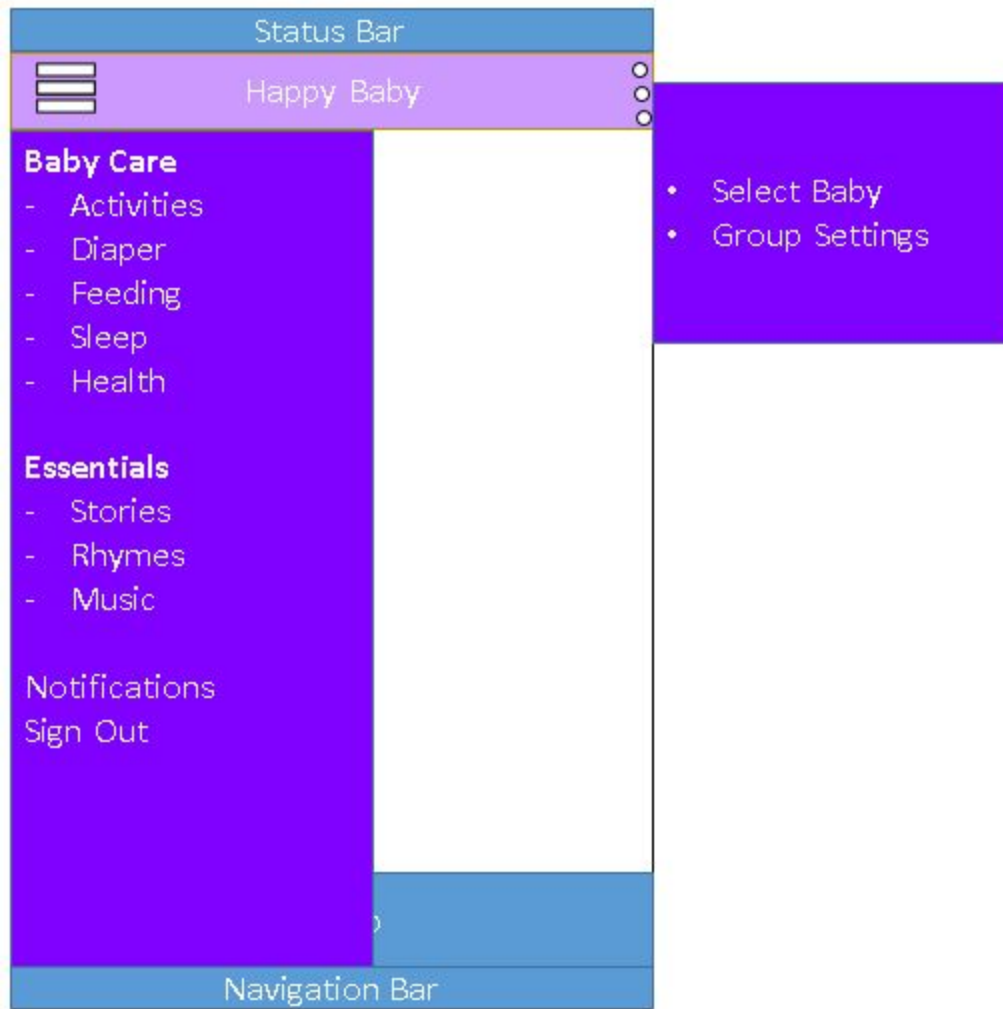 Status Bar
Happy Baby
Baby Care
- Activities
- Diaper
- Feeding
- Sleep
- Health
Essentials
- Stories
- Rhymes
- Music
Notifications
Sign Out
• Select Baby
• Group Settings
Navigation Bar